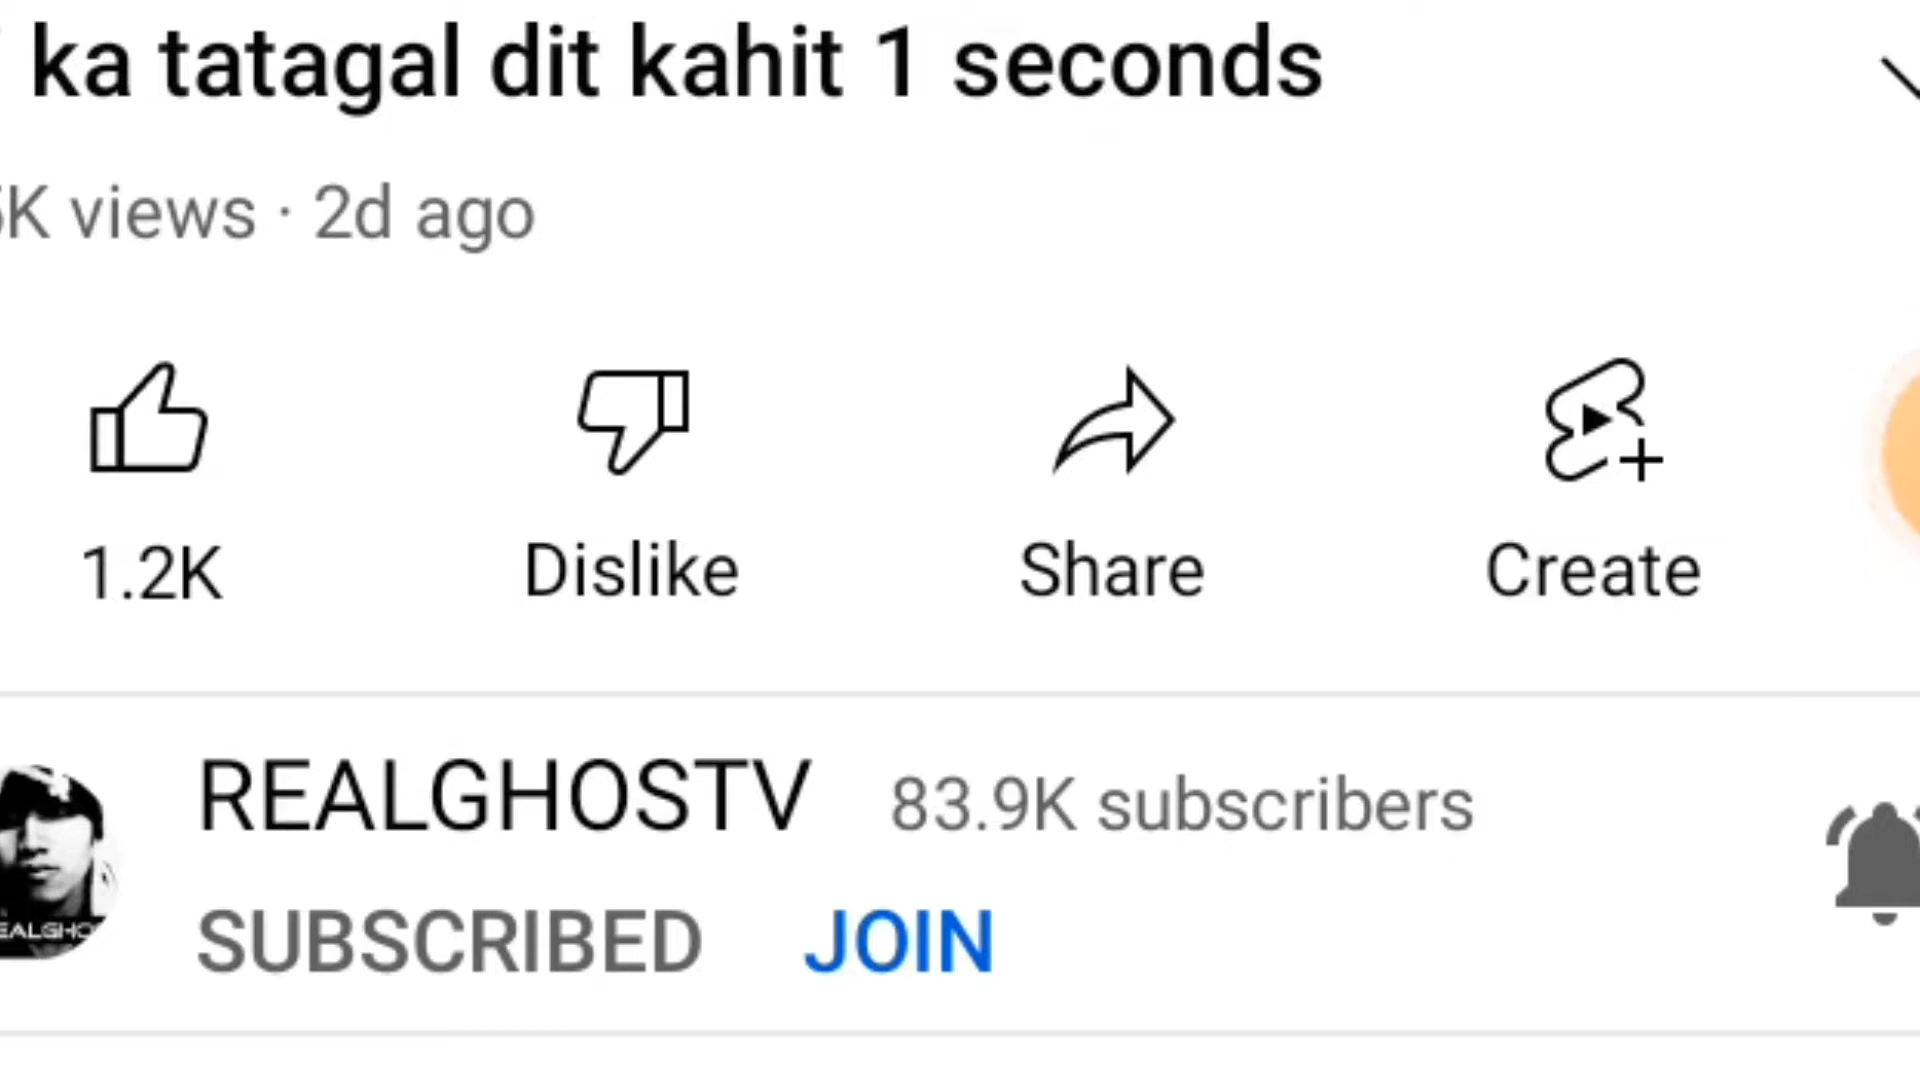 ka tatagal dit kahit 1 seconds
K views · 2d ago
1.2K Dislike Share Create
REALGHOSTV 83.9K subscribers
EALGHO
SUBSCRIBED JOIN